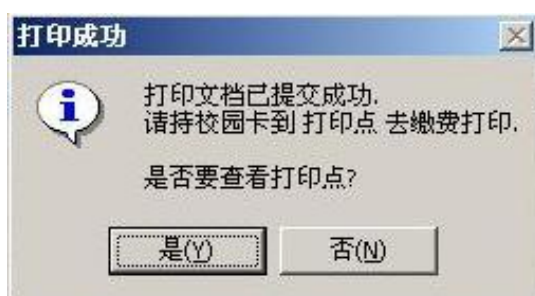 打印成功
打印文档已提交成功.
请持校园卡到 打印点 去缴费打印.
是否要查看打印点?
是(Y)
否(N)